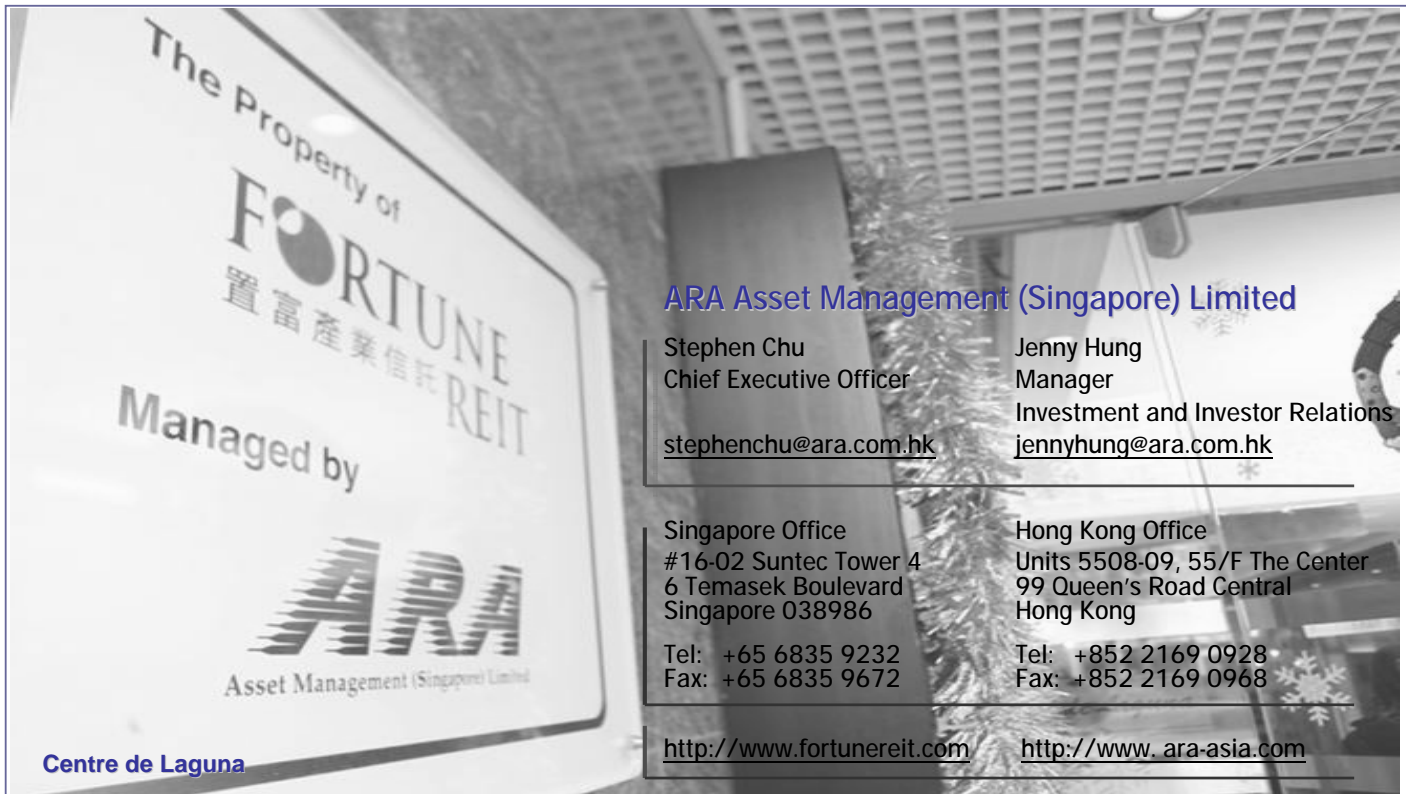 The Property of
FORTUNE
置富產業信託 REIT
Managed by
ARA
Asset Management (Singapore) Limited
Centre de Laguna
ARA Asset Management (Singapore) Limited
Stephen Chu
Chief Executive Officer
stephenchu@ara.com.hk
Jenny Hung
Manager
Investment and Investor Relations
jennyhung@ara.com.hk
Singapore Office
#16-02 Suntec Tower 4
6 Temasek Boulevard
Singapore 038986
Tel: +65 6835 9232
Fax: +65 6835 9672
Hong Kong Office
Units 5508-09, 55/F The Center
99 Queen's Road Central
Hong Kong
Tel: +852 2169 0928
Fax: +852 2169 0968
http://www.fortunereit.com
http://www. ara-asia.com